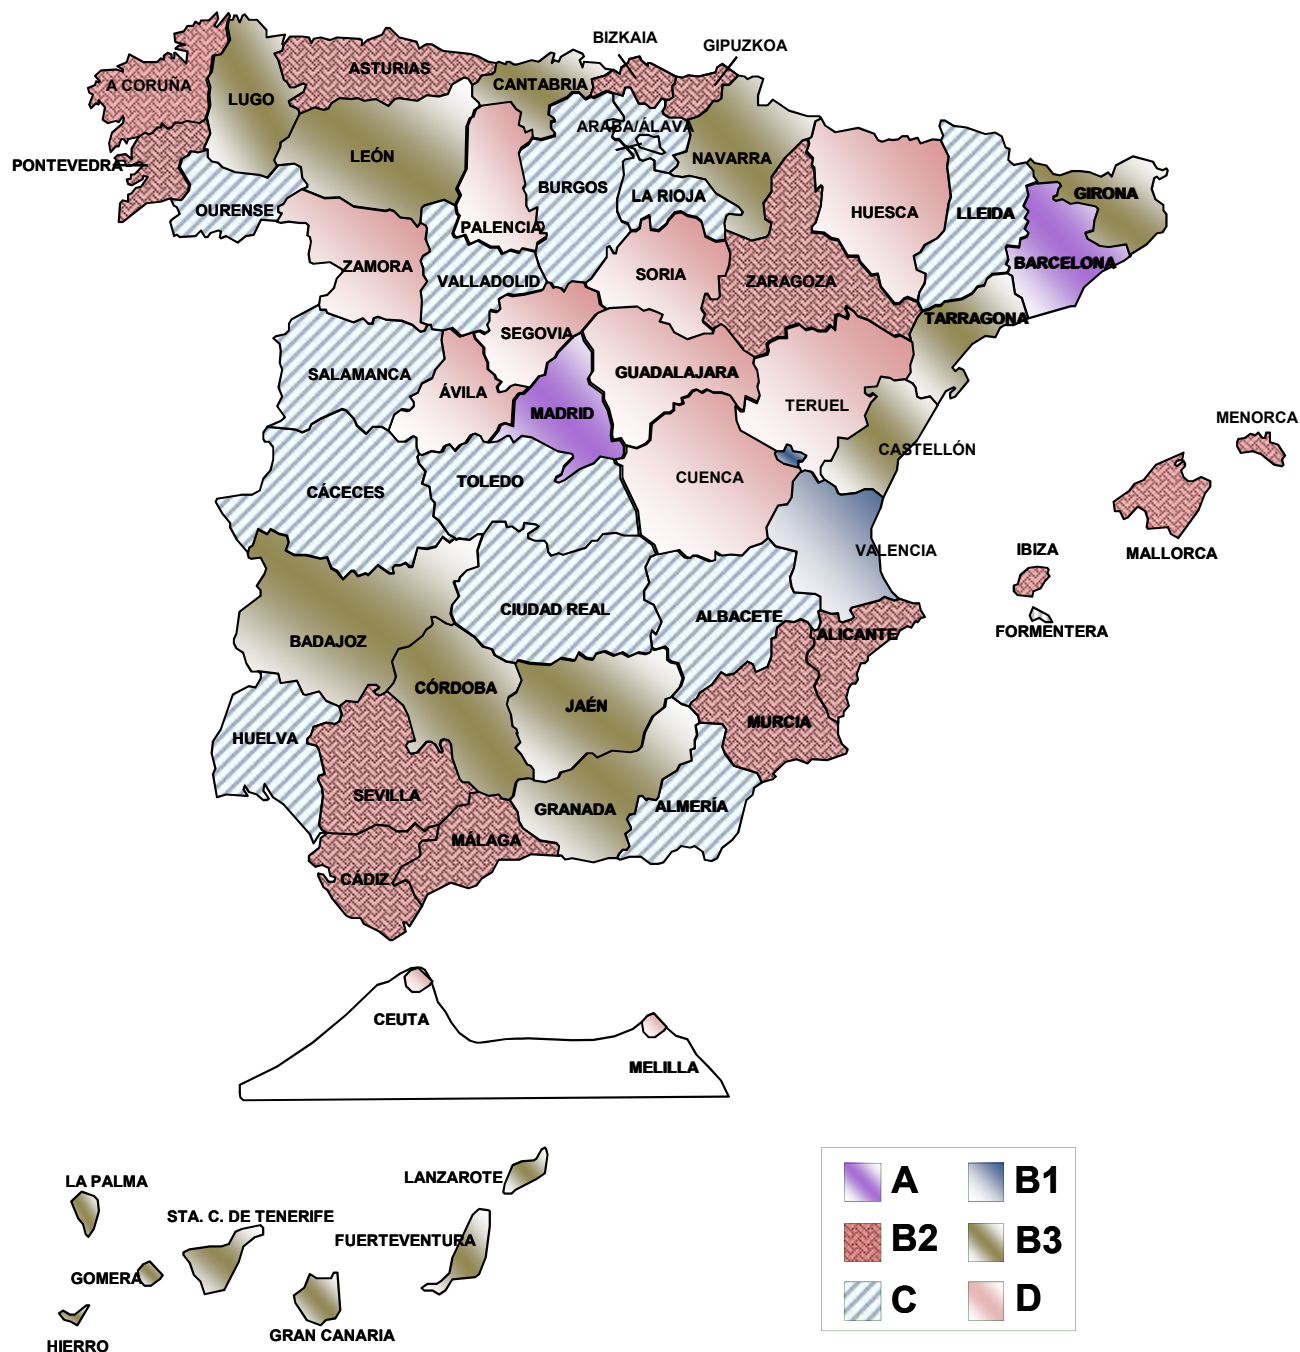 BIZKAIA
GIPUZKOA
A CORUÑA
LUGO
ASTURIAS
CANTABRIA
ARABA/ÁLAVA
PONTEVEDRA
LEÓN
NAVARRA
GIRONA
OURENSE
BURGOS
LA RIOJA
HUESCA
LLEIDA
PALENCIA
ZAMORA
VALLADOLID
SORIA
ZARAGOZA
BARCELONA
SEGOVIA
TARRAGONA
SALAMANCA
ÁVILA
GUADALAJARA
MADRID
TERUEL
MENORCA
CASTELLÓN
CÁCECES
TOLEDO
CUENCA
VALENCIA
IBIZA
MALLORCA
BADAJOZ
CIUDAD REAL
ALBACETE
ALICANTE
FORMENTERA
CÓRDOBA
JAÉN
HUELVA
MURCIA
SEVILLA
GRANADA
ALMERÍA
MÁLAGA
CÁDIZ
CEUTA
MELILLA
LA PALMA
LANZAROTE
STA. C. DE TENERIFE
FUERTEVENTURA
GOMERA
HIERRO
GRAN CANARIA
A
B1
B2
B3
C
D